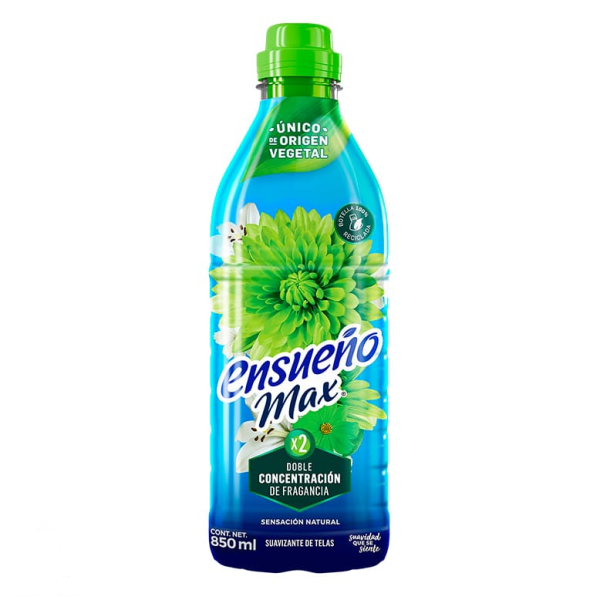 ÚNICO
DE ORIGEN
VEGETAL*
BOTELLA 100%
RECICLADA
ensueño
Max®
X2
DOBLE
CONCENTRACIÓN
DE FRAGANCIA
SENSACIÓN NATURAL
CONT. NET.
850 ml
SUAVIZANTE DE TELAS
suavidad
QUE SE
siente